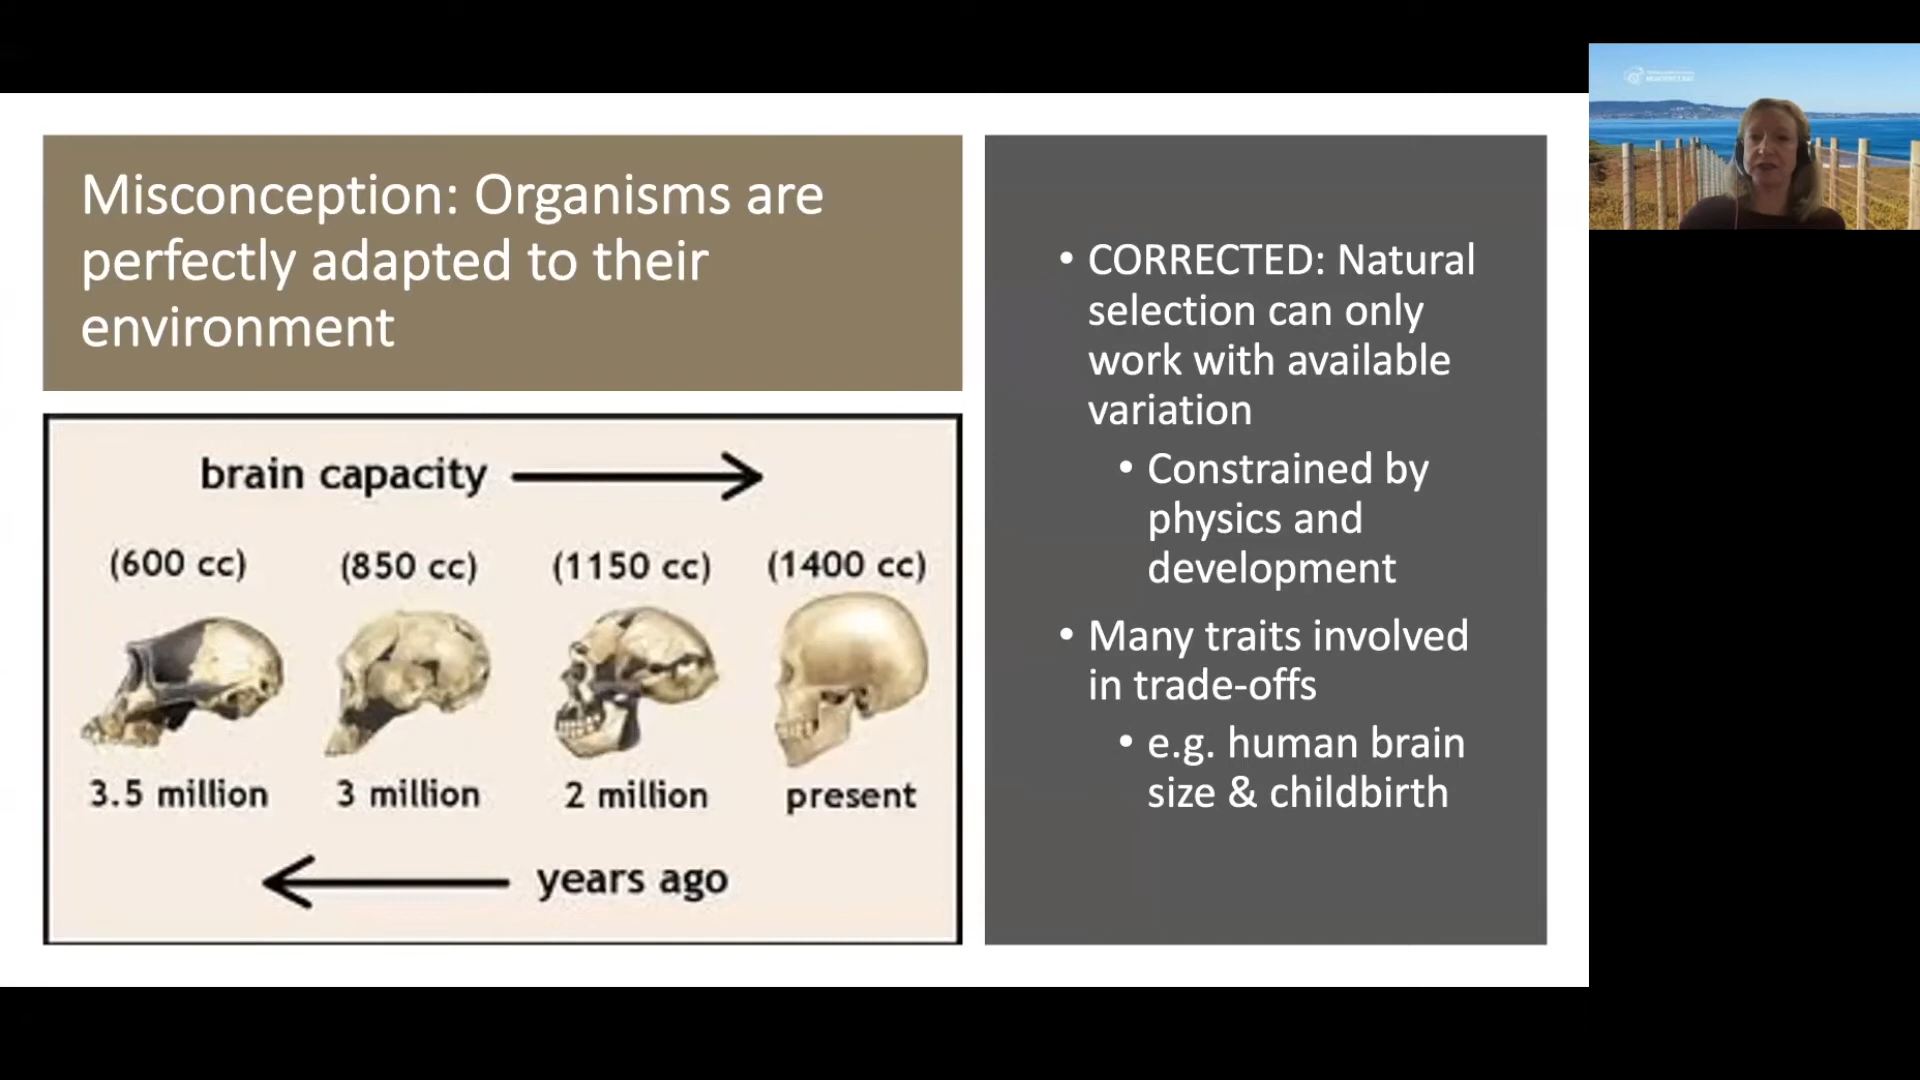 Misconception: Organisms are
perfectly adapted to their
environment
brain capacity
(600 cc) (850 cc) (1150 cc) (1400 cc)
3.5 million 3 million 2 million present
years ago
• CORRECTED: Natural
selection can only
work with available
variation
• Constrained by
physics and
development
• Many traits involved
in trade-offs
• e.g. human brain
size & childbirth